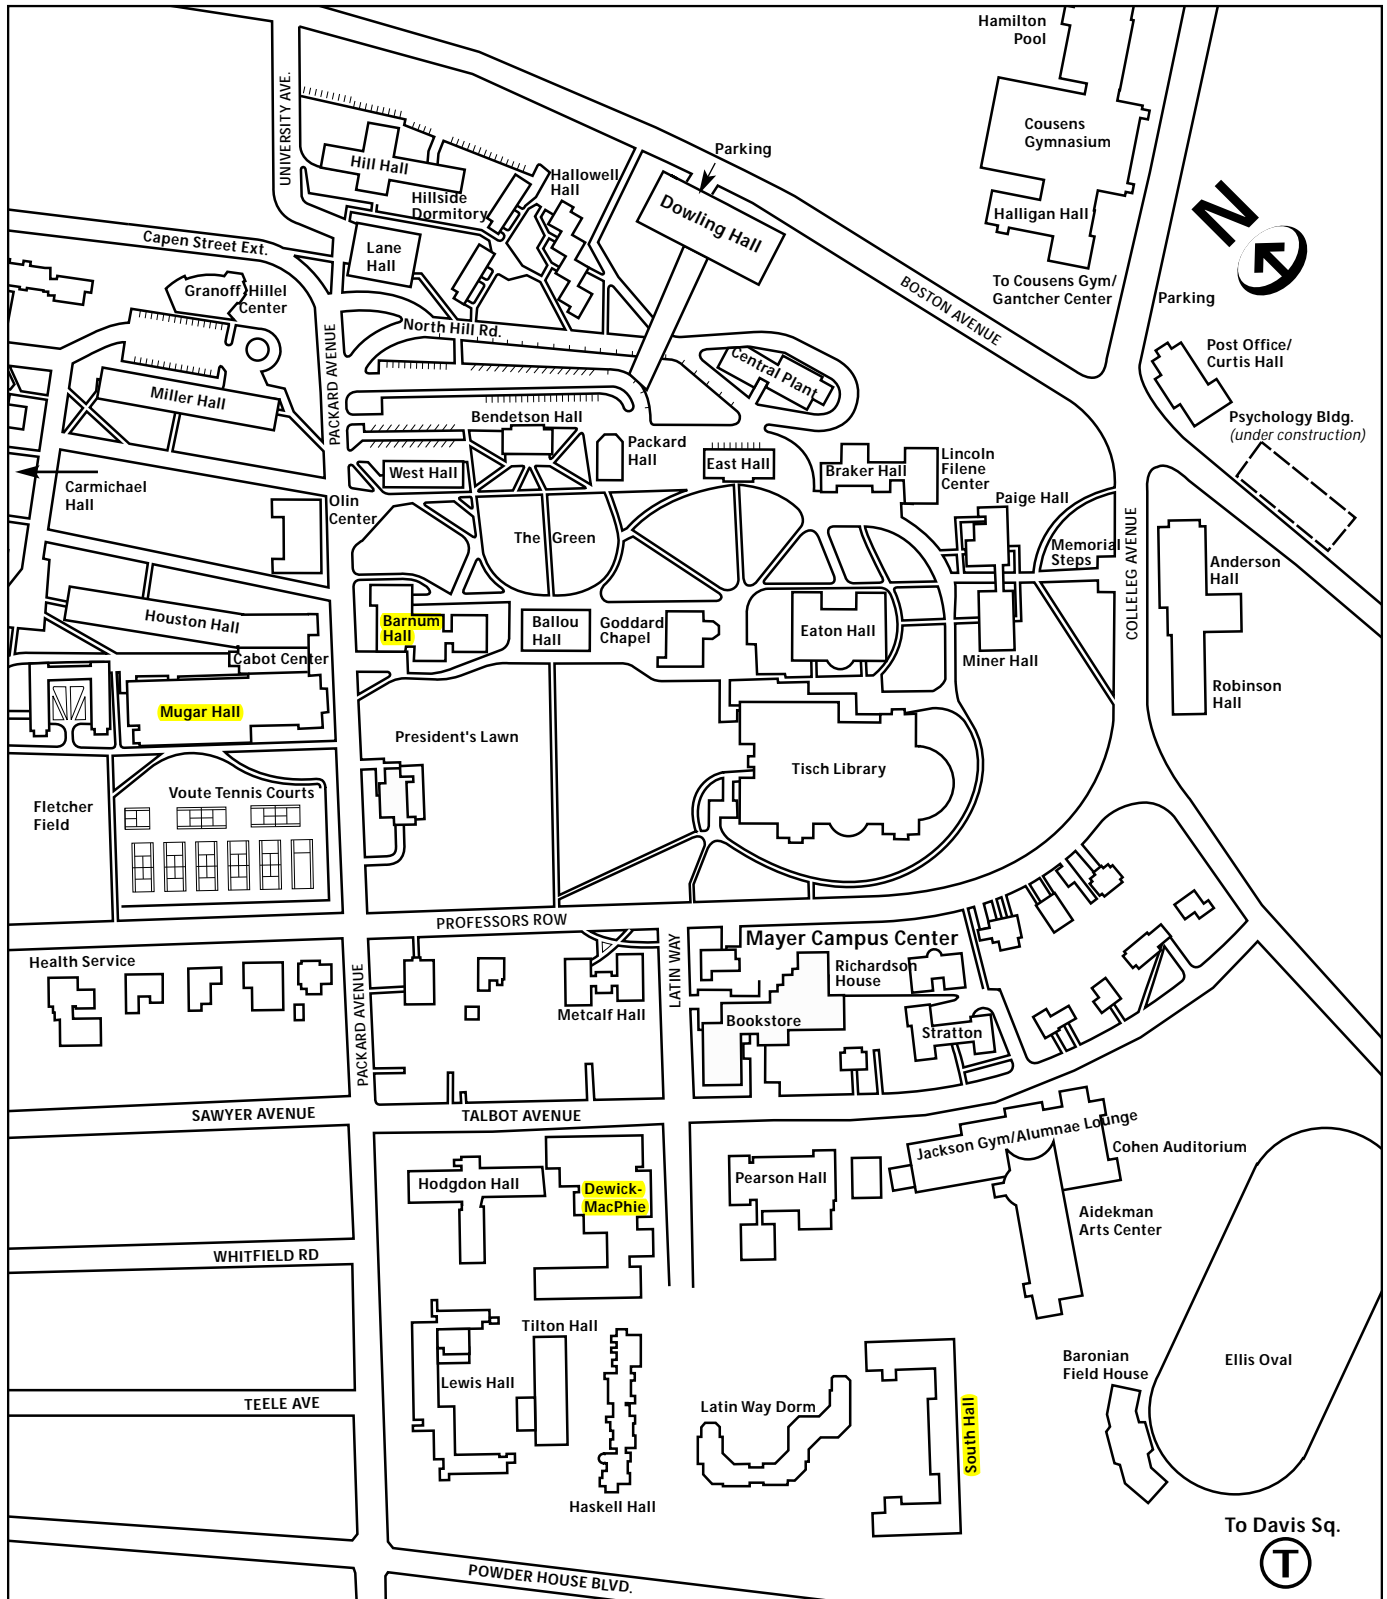 Hamilton
Pool
Cousens
Gymnasium
Halligan Hall
To Cousens Gym/
Gantcher Center
N
Parking
Parking
UNIVERSITY AVE.
Hill Hall
Hillside
Dormitory
Hallowell
Hall
Dowling Hall
Lane
Hall
Capen Street Ext.
Granoff Hillel
Center
North Hill Rd.
BOSTON AVENUE
PACKARD AVENUE
Miller Hall
Central Plant
Post Office/
Curtis Hall
Psychology Bldg.
(under construction)
Bendetson Hall
Packard
Hall
West Hall
East Hall
Braker Hall
Lincoln
Filene
Center
Carmichael
Hall
Olin
Center
Paige Hall
The Green
Memorial
Steps
COLLELEG AVENUE
Anderson
Hall
Houston Hall
Barnum
Hall
Ballou
Hall
Goddard
Chapel
Eaton Hall
Miner Hall
Cabot Center
Robinson
Hall
Mugar Hall
President's Lawn
Tisch Library
Fletcher
Field
Voute Tennis Courts
PROFESSORS ROW
Health Service
PACKARD AVENUE
LATIN WAY
Mayer Campus Center
Richardson
House
Metcalf Hall
Bookstore
Stratton
SAWYER AVENUE
TALBOT AVENUE
Jackson Gym/Alumnae Lounge
Cohen Auditorium
Hodgdon Hall
Dewick-
MacPhie
Pearson Hall
Aidekman
Arts Center
WHITFIELD RD
Tilton Hall
Lewis Hall
Baronian
Field House
Ellis Oval
TEELE AVE
Latin Way Dorm
South Hall
Haskell Hall
To Davis Sq.
T
POWDER HOUSE BLVD.